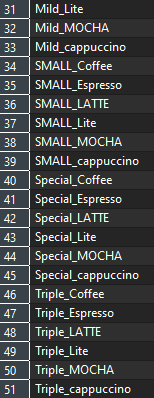 31 Mild_Lite
32 Mild_MOCHA
33 Mild_cappuccino
34 SMALL_Coffee
35 SMALL_Espresso
36 SMALL_LATTE
37 SMALL_Lite
38 SMALL_MOCHA
39 SMALL_cappuccino
40 Special_Coffee
41 Special_Espresso
42 Special_LATTE
43 Special_Lite
44 Special_MOCHA
45 Special_cappuccino
46 Triple_Coffee
47 Triple_Espresso
48 Triple_LATTE
49 Triple_Lite
50 Triple_MOCHA
51 Triple_cappuccino